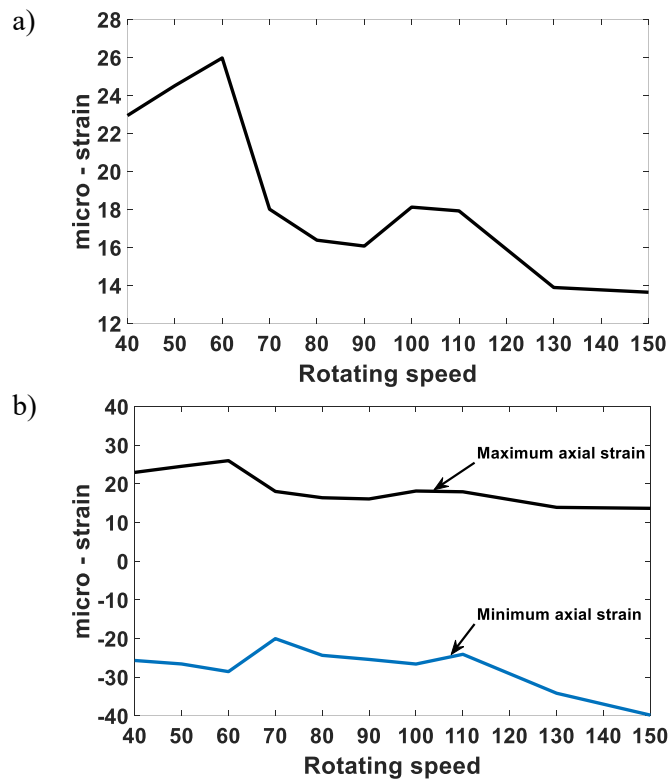 a)
28
26
24
22
20
18
16
14
12
micro - strain
40 50 60 70 80 90 100 110 120 130 140 150
Rotating speed
b)
40
30
20
10
0
-10
-20
-30
-40
micro - strain
Maximum axial strain
Minimum axial strain
40 50 60 70 80 90 100 110 120 130 140 150
Rotating speed